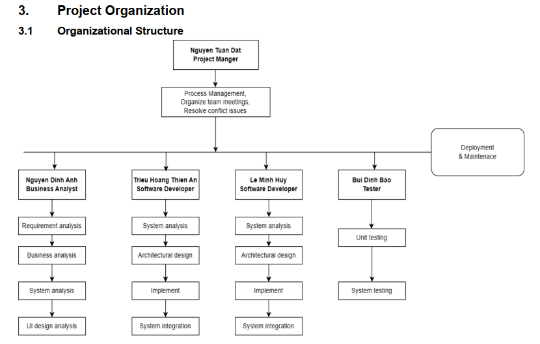 3. Project Organization
3.1 Organizational Structure
Nguyen Tuan Dat
Project Manger
Process Management,
Organize team meetings,
Resolve conflict issues
Deployment
& Maintenace
Nguyen Dinh Anh
Business Analyst
Trieu Hoang Thien An
Software Developer
Le Minh Huy
Software Developer
Bui Dinh Bao
Tester
Requirement analysis
System analysis
System analysis
Unit testing
Business analysis
Architectural design
Architectural design
System analysis
Implement
Implement
System testing
UI design analysis
System integration
System integration